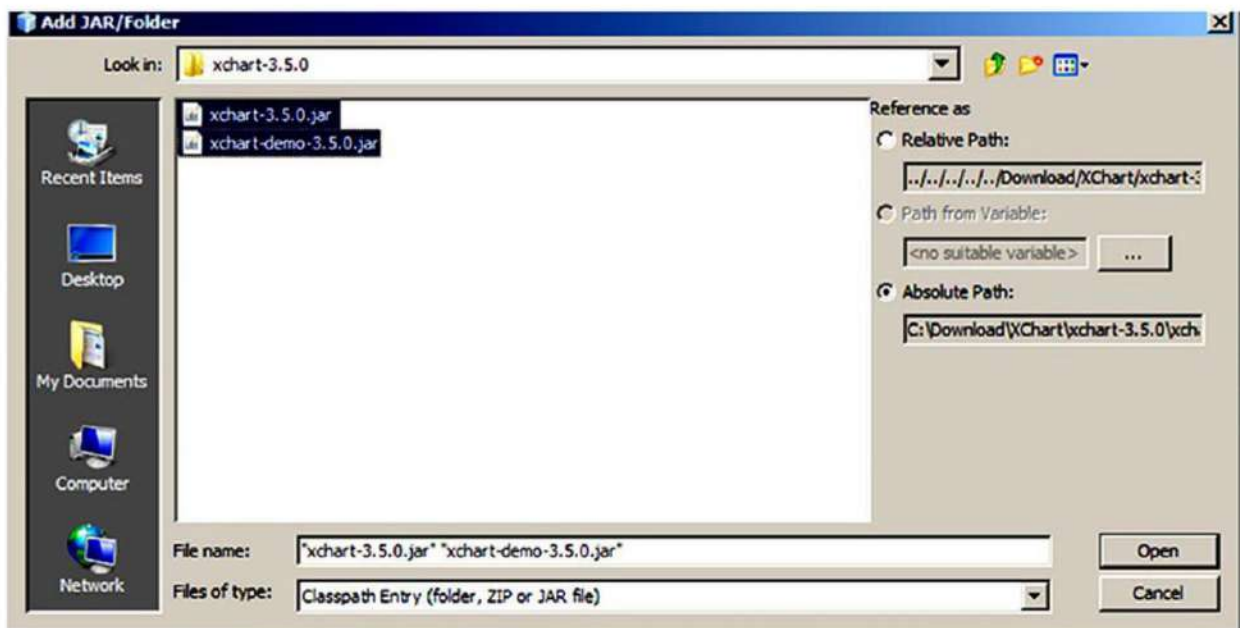 Add JAR/Folder
Look in: xchart-3.5.0
xchart-3.5.0.jar
xchart-demo-3.5.0.jar
Recent Items
Desktop
My Documents
Computer
Network
Reference as
Relative Path:
../../../../../Download/XChart/xchart-3
Path from Variable:
<no suitable variable> ...
Absolute Path:
C:\Download\XChart\xchart-3.5.0\xch
File name: "xchart-3.5.0.jar" "xchart-demo-3.5.0.jar" Open
Files of type: Classpath Entry (folder, ZIP or JAR file) Cancel